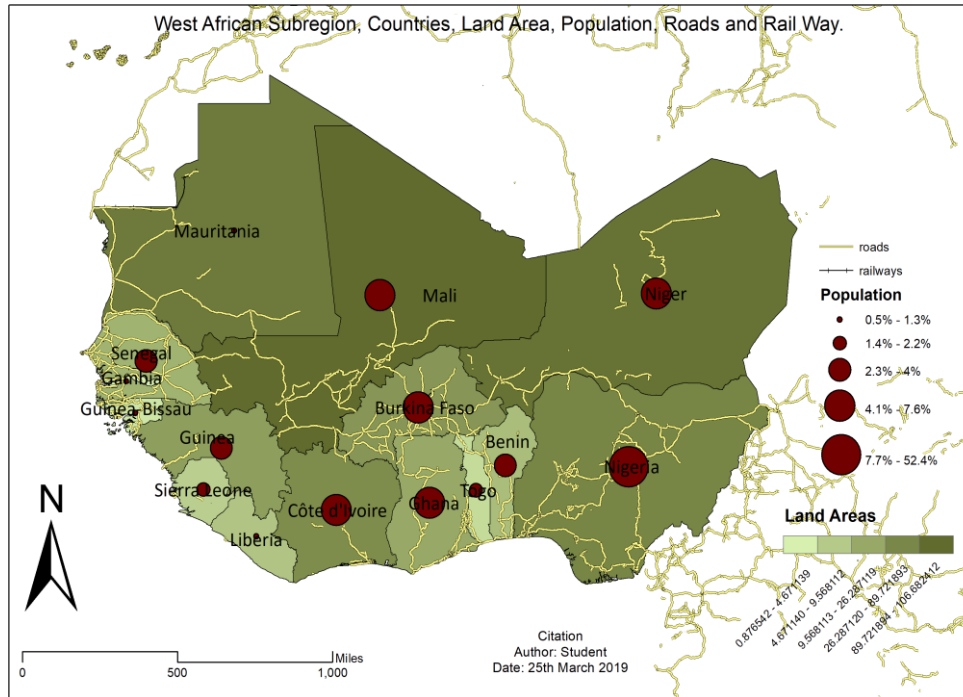 West African Subregion, Countries, Land Area, Population, Roads and Rail Way.
Mauritania
Mali
Niger
Senegal
Gambia
Guinea-Bissau
Guinea
Burkina Faso
Benin
Nigeria
Sierra Leone
Côte d'Ivoire
Ghana
Togo
Liberia
roads
railways
Population
0.5% - 1.3%
1.4% - 2.2%
2.3% - 4%
4.1% - 7.6%
7.7% - 52.4%
Land Areas
0.876542 - 4.671139
4.671140 - 9.568112
9.568113 - 26.287119
26.287120 - 89.721893
89.721894 - 106.682412
N
0 500 1,000 Miles
Citation
Author: Student
Date: 25th March 2019